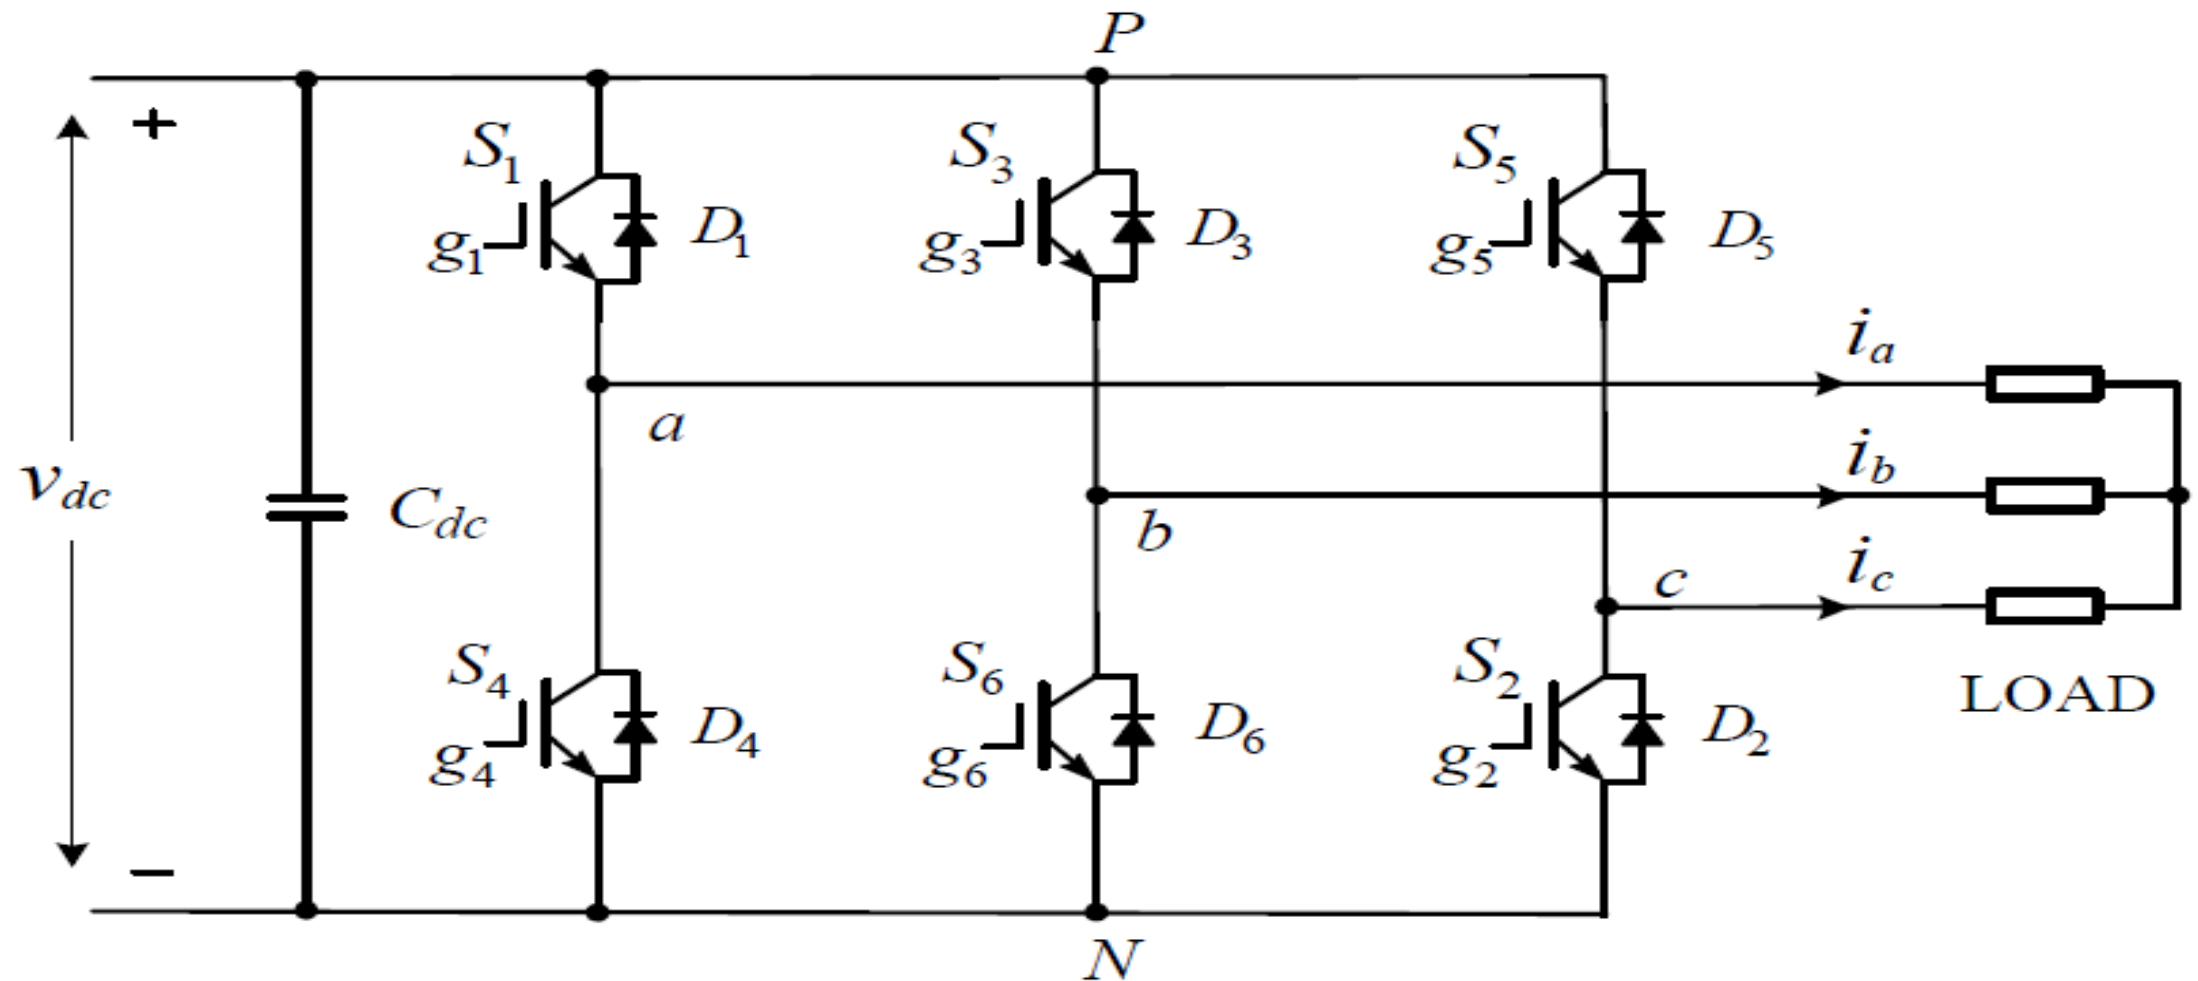 P
+
S1
S3
S5
D1
D3
D5
g1
g3
g5
ia
a
ib
vdc
Cdc
b
ic
c
S4
S6
S2
LOAD
D4
D6
D2
g4
g6
g2
−
N